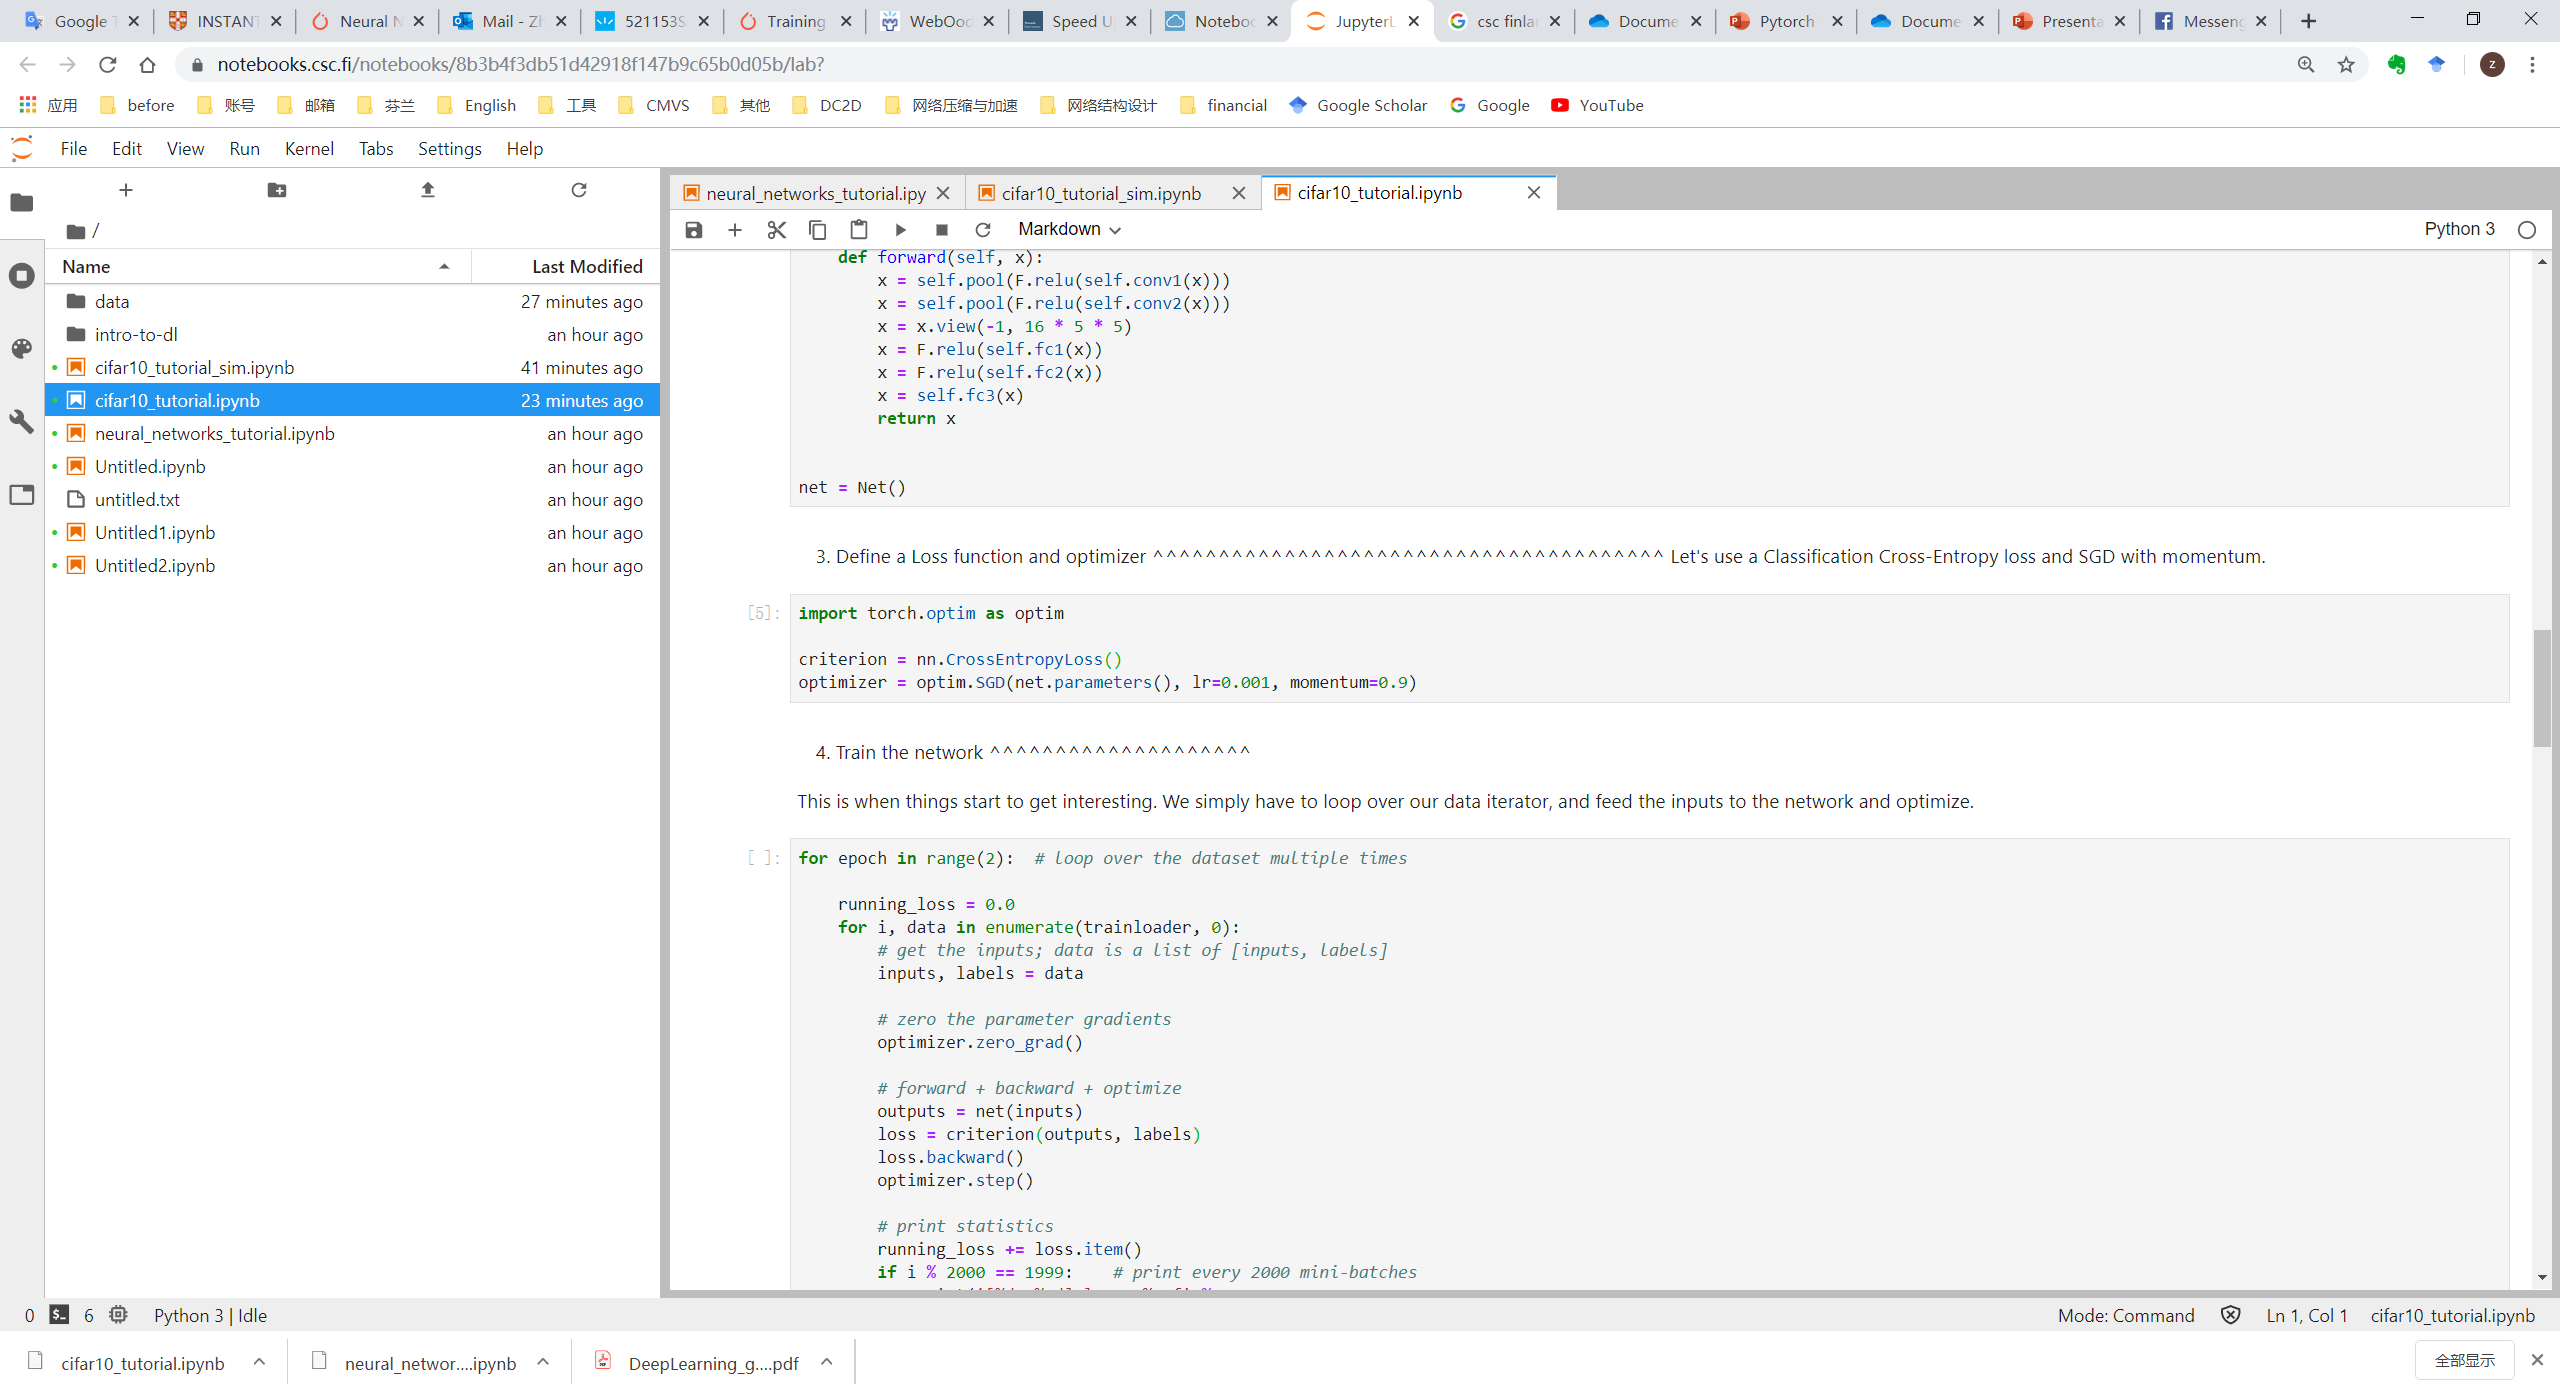 Google T
INSTANT
Neural N
Mail - Zh
521153S
Training
WebOod
Speed U
Noteboo
JupyterL
csc finlan
Docume
Pytorch
Docume
Presenta
Messeng
notebooks.csc.fi/notebooks/8b3b4f3db51d42918f147b9c65b0d05b/lab?
z
应用 before 账号 邮箱 芬兰 English 工具 CMVS 其他 DC2D 网络压缩与加速 网络结构设计 financial Google Scholar Google YouTube
File Edit View Run Kernel Tabs Settings Help
/
Name Last Modified
data 27 minutes ago
intro-to-dl an hour ago
cifar10_tutorial_sim.ipynb 41 minutes ago
cifar10_tutorial.ipynb 23 minutes ago
neural_networks_tutorial.ipynb an hour ago
Untitled.ipynb an hour ago
untitled.txt an hour ago
Untitled1.ipynb an hour ago
Untitled2.ipynb an hour ago
neural_networks_tutorial.ipy cifar10_tutorial_sim.ipynb cifar10_tutorial.ipynb
Markdown Python 3
def forward(self, x):
x = self.pool(F.relu(self.conv1(x)))
x = self.pool(F.relu(self.conv2(x)))
x = x.view(-1, 16 * 5 * 5)
x = F.relu(self.fc1(x))
x = F.relu(self.fc2(x))
x = self.fc3(x)
return x
net = Net()
3. Define a Loss function and optimizer ^^^^^^^^^^^^^^^^^^^^^^^^^^^^^^^^^^^^^^^ Let's use a Classification Cross-Entropy loss and SGD with momentum.
[5]:
import torch.optim as optim
criterion = nn.CrossEntropyLoss()
optimizer = optim.SGD(net.parameters(), lr=0.001, momentum=0.9)
4. Train the network ^^^^^^^^^^^^^^^^^^^^
This is when things start to get interesting. We simply have to loop over our data iterator, and feed the inputs to the network and optimize.
[ ]:
for epoch in range(2):  # loop over the dataset multiple times
running_loss = 0.0
for i, data in enumerate(trainloader, 0):
# get the inputs; data is a list of [inputs, labels]
inputs, labels = data
# zero the parameter gradients
optimizer.zero_grad()
# forward + backward + optimize
outputs = net(inputs)
loss = criterion(outputs, labels)
loss.backward()
optimizer.step()
# print statistics
running_loss += loss.item()
if i % 2000 == 1999:    # print every 2000 mini-batches
0 $_ 6 Python 3 | Idle Mode: Command Ln 1, Col 1 cifar10_tutorial.ipynb
cifar10_tutorial.ipynb neural_networ....ipynb DeepLearning_g....pdf 全部显示